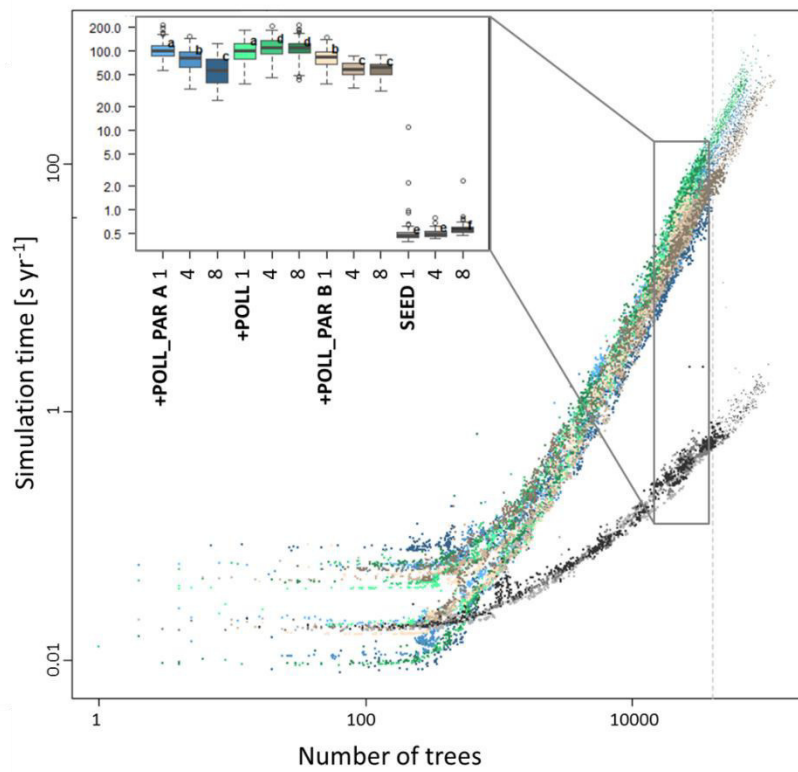 200.0
100.0
50.0
20.0
10.0
5.0
2.0
1.0
0.5
a
b
c
a
d
d
b
c
c
e
e
f
+POLL_PAR A 1
4
8
+POLL 1
4
8
+POLL_PAR B 1
4
8
SEED 1
4
8
Simulation time [s yr-1]
100
1
0.01
1
100
10000
Number of trees